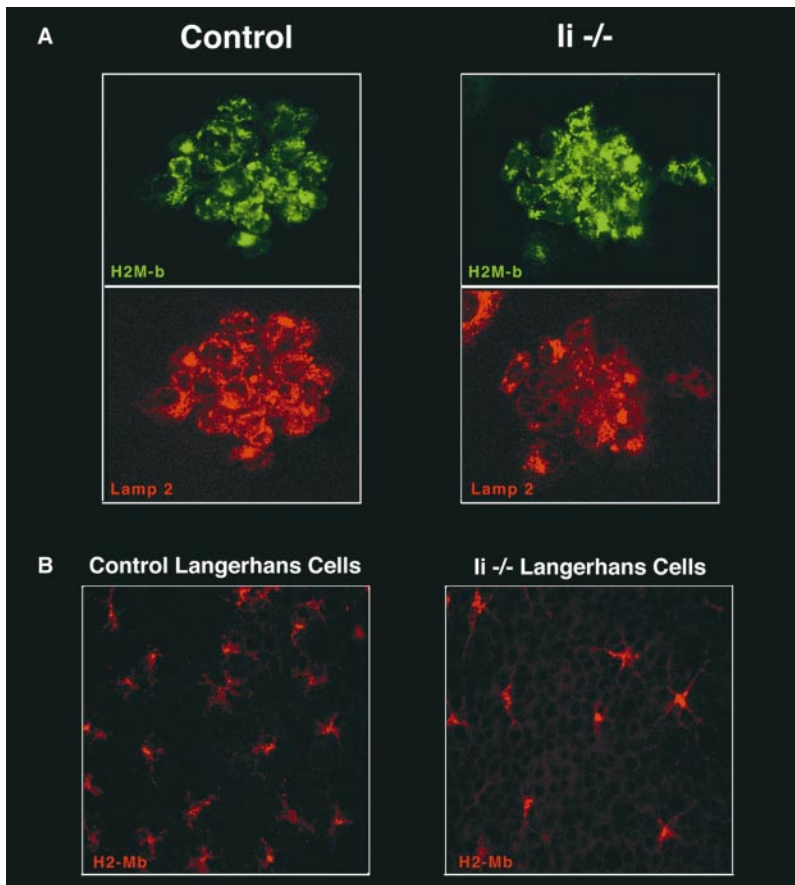 A
Control
Ii -/-
H2M-b
H2M-b
Lamp 2
Lamp 2
B
Control Langerhans Cells
Ii -/- Langerhans Cells
H2-Mb
H2-Mb